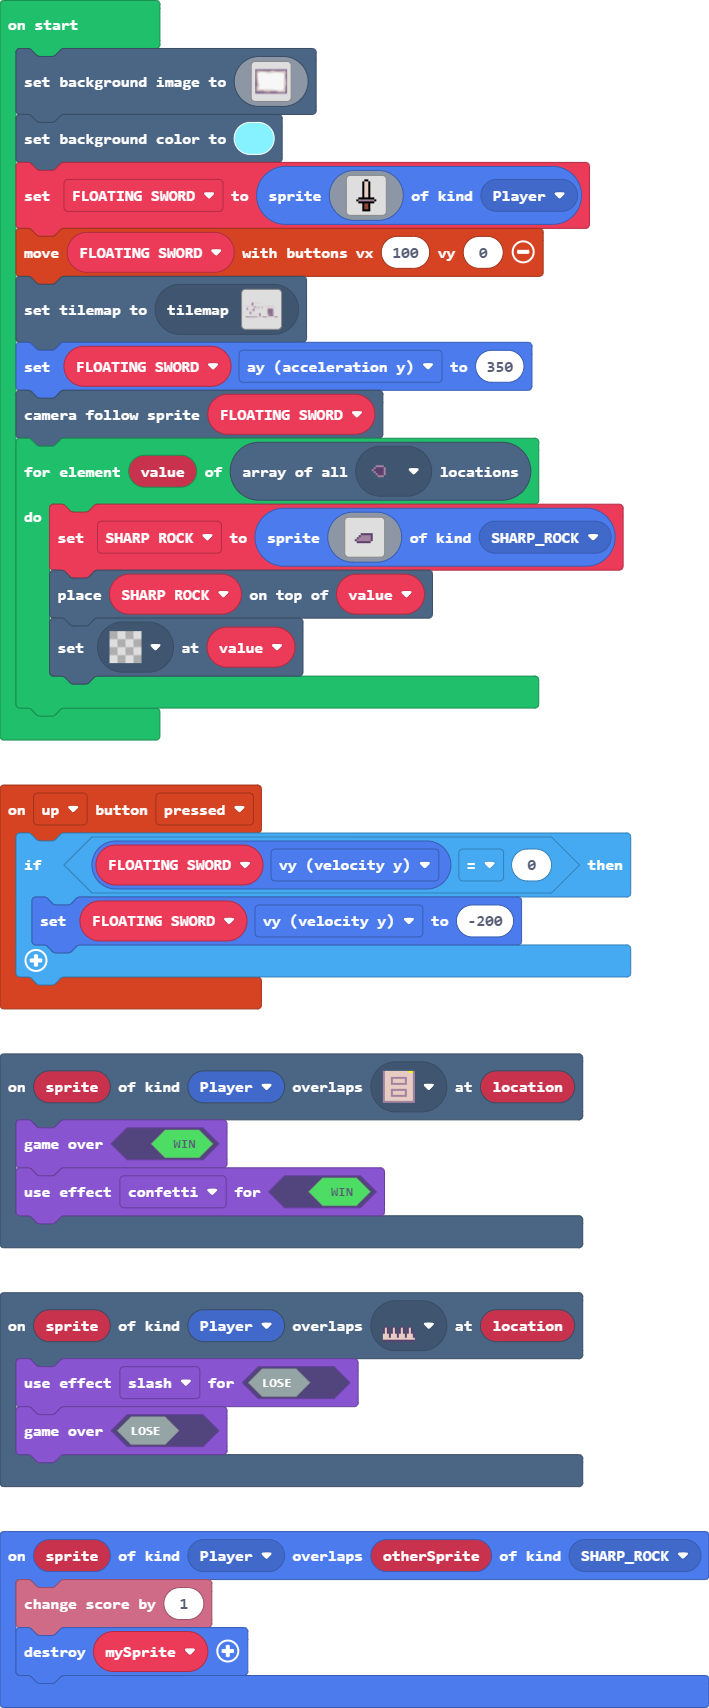 on start
set background image to
set background color to
set FLOATING SWORD to sprite of kind Player
move FLOATING SWORD with buttons vx 100 vy 0
set tilemap to tilemap
set FLOATING SWORD ay (acceleration y) to 350
camera follow sprite FLOATING SWORD
for element value of array of all locations
do
set SHARP ROCK to sprite of kind SHARP_ROCK
place SHARP ROCK on top of value
set at value
on up button pressed
if FLOATING SWORD vy (velocity y) = 0 then
set FLOATING SWORD vy (velocity y) to -200
on sprite of kind Player overlaps at location
game over WIN
use effect confetti for WIN
on sprite of kind Player overlaps at location
use effect slash for LOSE
game over LOSE
on sprite of kind Player overlaps otherSprite of kind SHARP_ROCK
change score by 1
destroy mySprite